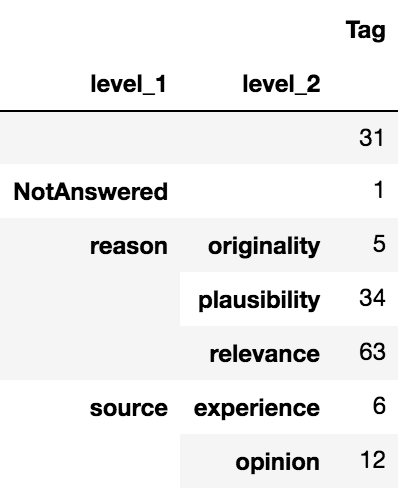 Tag
level_1 level_2
31
NotAnswered 1
reason originality 5
plausibility 34
relevance 63
source experience 6
opinion 12